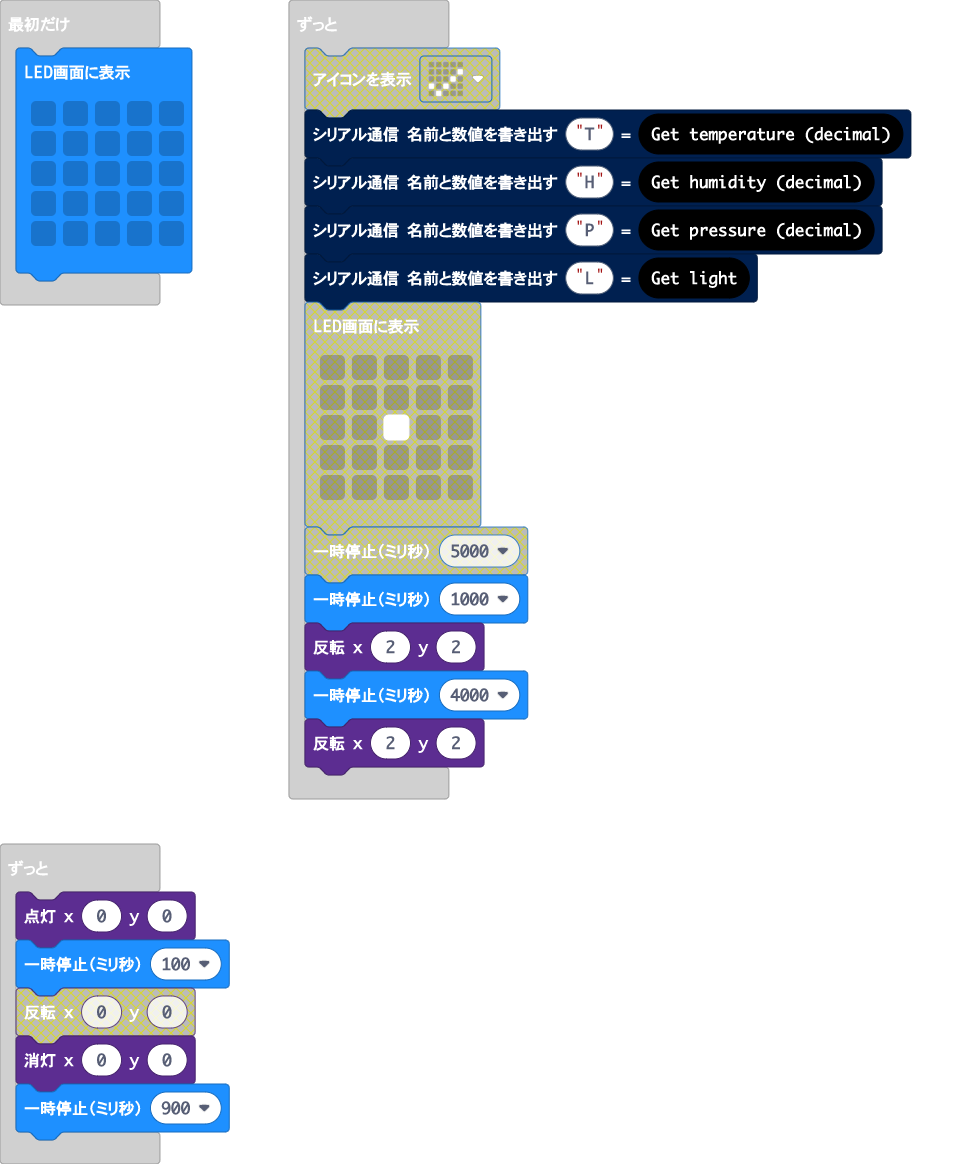 最初だけ
LED画面に表示
ずっと
アイコンを表示
シリアル通信 名前と数値を書き出す "T" = Get temperature (decimal)
シリアル通信 名前と数値を書き出す "H" = Get humidity (decimal)
シリアル通信 名前と数値を書き出す "P" = Get pressure (decimal)
シリアル通信 名前と数値を書き出す "L" = Get light
LED画面に表示
一時停止(ミリ秒) 5000
一時停止(ミリ秒) 1000
反転 x 2 y 2
一時停止(ミリ秒) 4000
反転 x 2 y 2
ずっと
点灯 x 0 y 0
一時停止(ミリ秒) 100
反転 x 0 y 0
消灯 x 0 y 0
一時停止(ミリ秒) 900